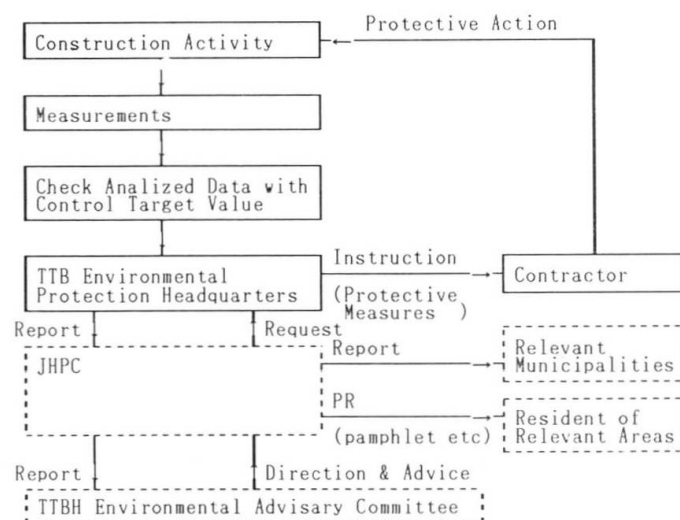 Protective Action
Construction Activity
Measurements
Check Analized Data with
Control Target Value
TTB Environmental
Protection Headquarters
Instruction
(Protective
Measures )
Contractor
Report
Request
JHPC
Report
Relevant
Municipalities
PR
(pamphlet etc)
Resident of
Relevant Areas
Report
Direction & Advice
TTBH Environmental Advisary Committee